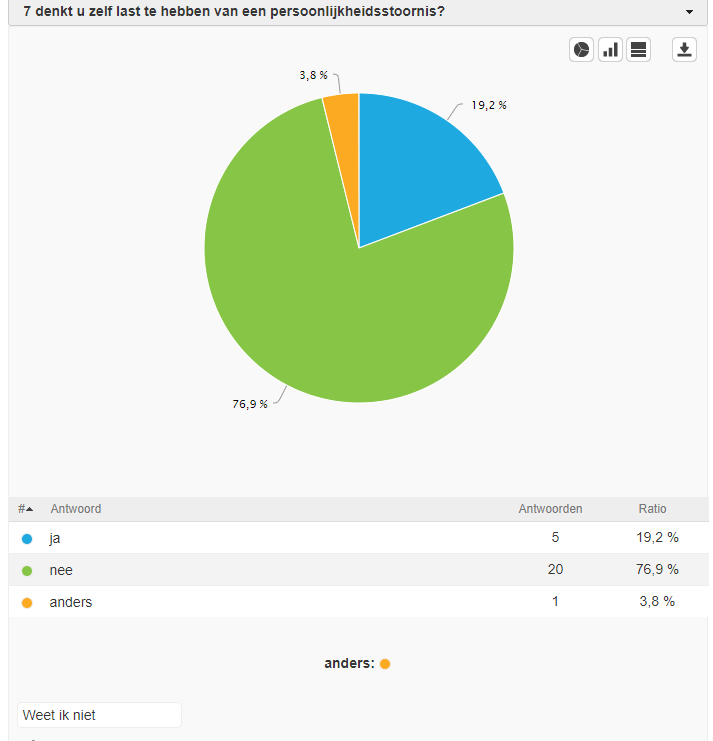 7 denkt u zelf last te hebben van een persoonlijkheidsstoornis?
3,8 %
19,2 %
76,9 %
# Antwoord Antwoorden Ratio
ja 5 19,2 %
nee 20 76,9 %
anders 1 3,8 %
anders:
Weet ik niet